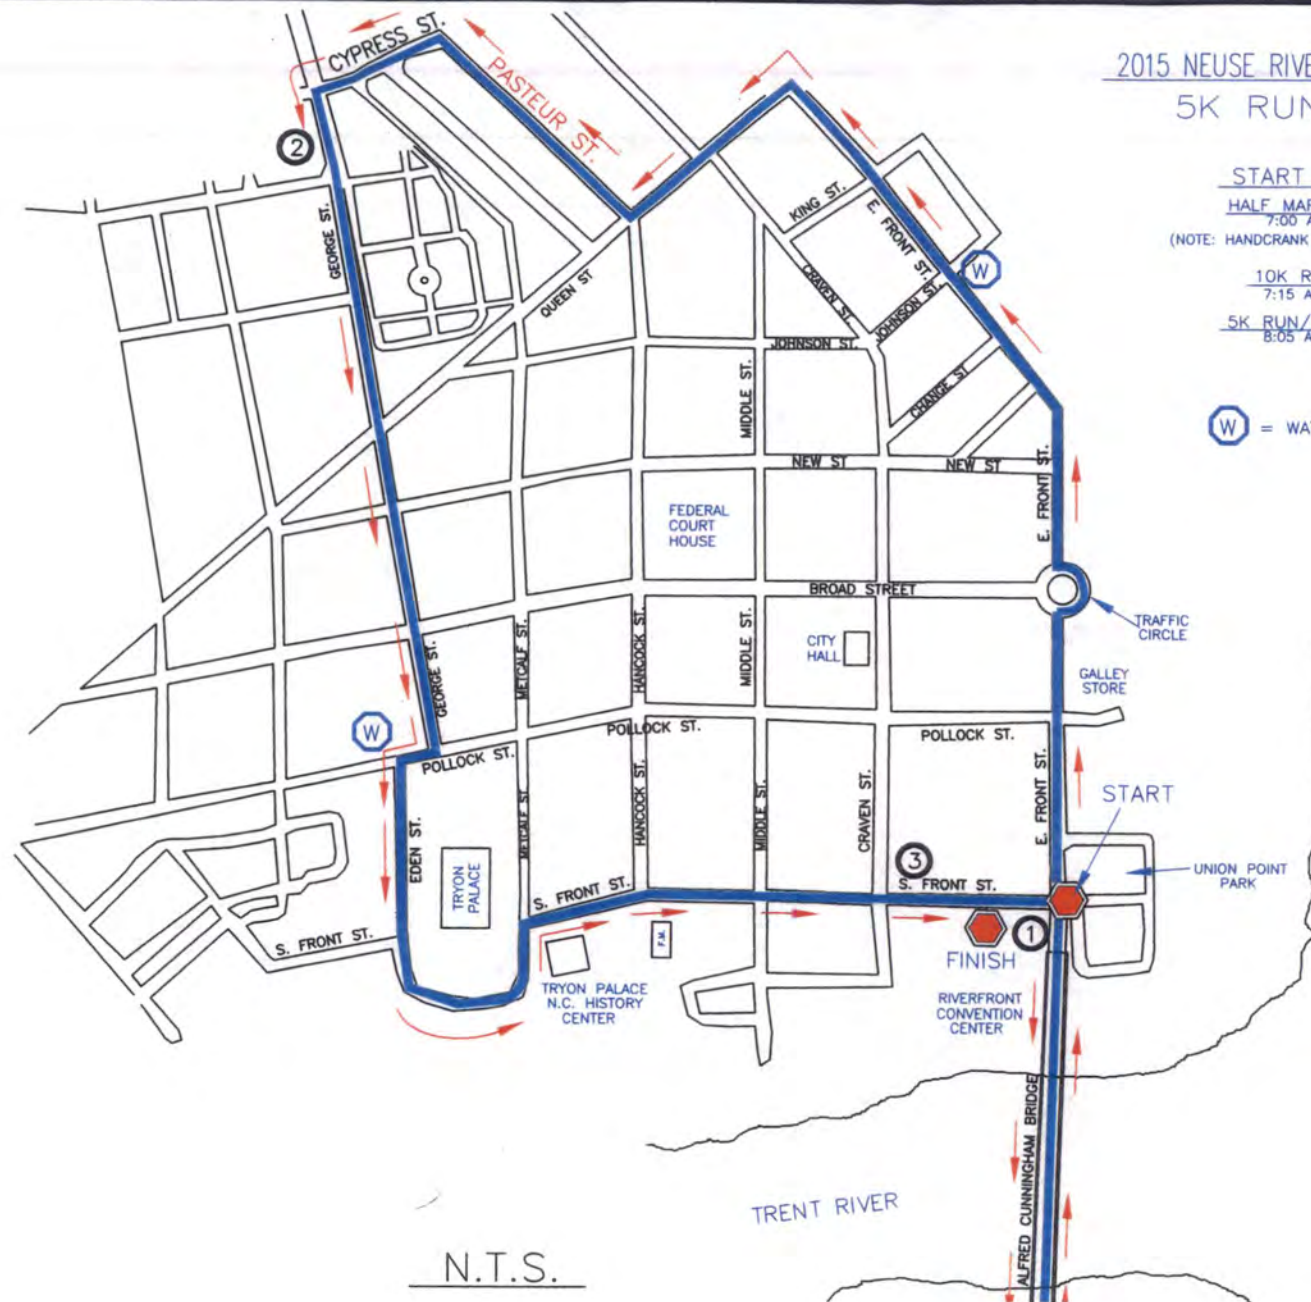 2015 NEUSE RIVE
5K RUN
START
HALF MAR
7:00 A
(NOTE: HANDCRANK
10K R
7:15 A
5K RUN/
8:05 A
W = WA
CYPRESS ST.
PASTEUR ST.
2
GEORGE ST.
QUEEN ST
KING ST.
E. FRONT ST.
W
CRAVEN ST.
JOHNSON ST.
JOHNSON ST.
CHANGE ST
MIDDLE ST.
NEW ST
NEW ST
E. FRONT ST.
FEDERAL
COURT
HOUSE
BROAD STREET
TRAFFIC
CIRCLE
CITY
HALL
GEORGE ST.
METCALF ST.
HANCOCK ST.
MIDDLE ST.
GALLEY
STORE
W
POLLOCK ST.
POLLOCK ST.
POLLOCK ST.
EDEN ST.
METCALF ST.
HANCOCK ST.
MIDDLE ST.
CRAVEN ST.
E. FRONT ST.
START
TRYON
PALACE
3
S. FRONT ST.
S. FRONT ST.
UNION POINT
PARK
S. FRONT ST.
F.M.
1
FINISH
TRYON PALACE
N.C. HISTORY
CENTER
RIVERFRONT
CONVENTION
CENTER
ALFRED CUNNINGHAM BRIDGE
TRENT RIVER
N.T.S.